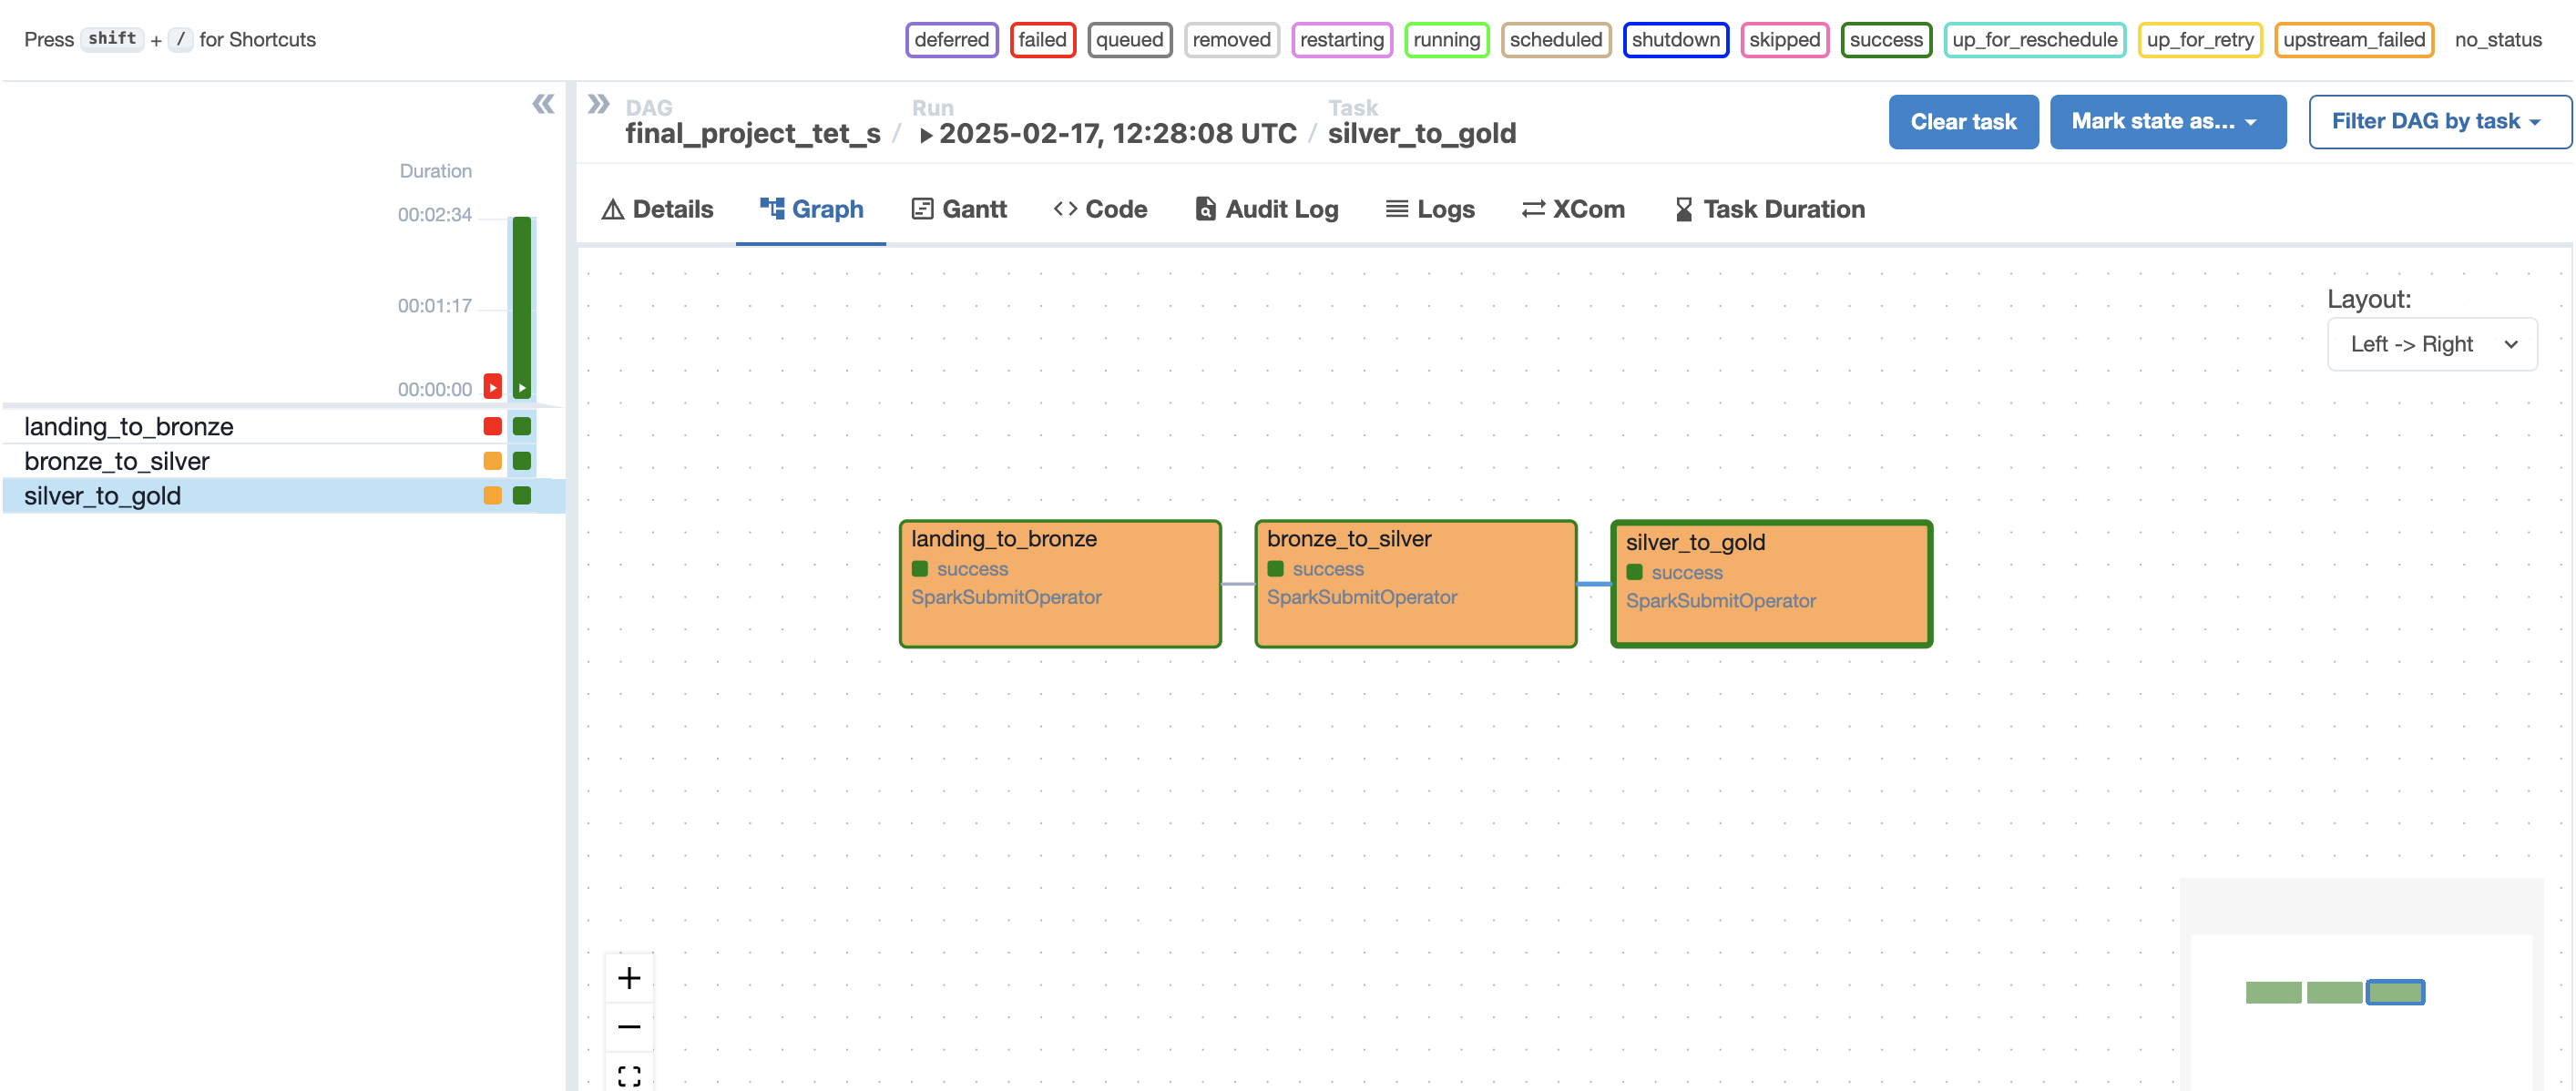 Press shift + / for Shortcuts
deferred failed queued removed restarting running scheduled shutdown skipped success up_for_reschedule up_for_retry upstream_failed no_status
DAG Run Task
final_project_tet_s / 2025-02-17, 12:28:08 UTC / silver_to_gold
Clear task Mark state as... Filter DAG by task
Details Graph Gantt Code Audit Log Logs XCom Task Duration
Duration
00:02:34
00:01:17
00:00:00
landing_to_bronze
bronze_to_silver
silver_to_gold
Layout:
Left -> Right
landing_to_bronze
success
SparkSubmitOperator
bronze_to_silver
success
SparkSubmitOperator
silver_to_gold
success
SparkSubmitOperator